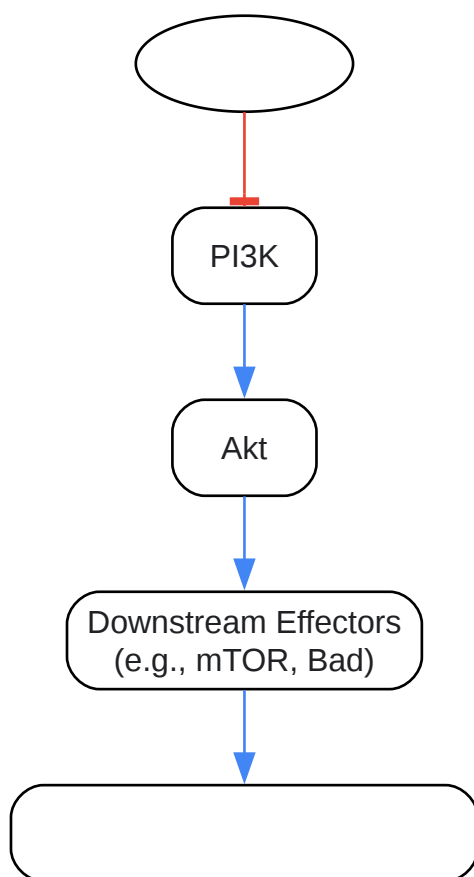 PI3K
Akt
Downstream Effectors
(e.g., mTOR, Bad)